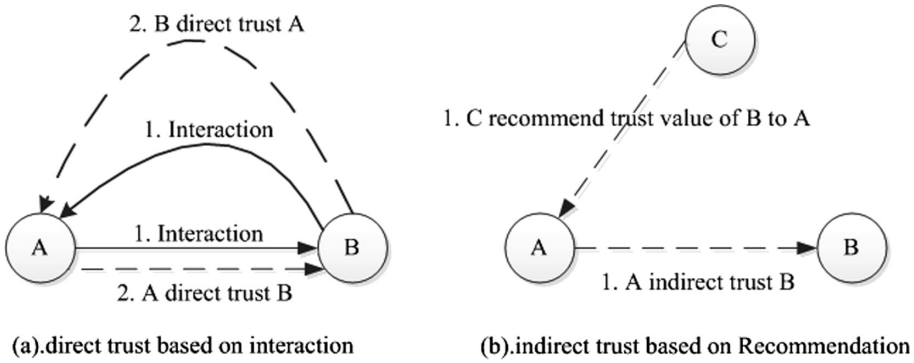 2. B direct trust A
1. Interaction
A
1. Interaction
B
2. A direct trust B
(a).direct trust based on interaction
C
1. C recommend trust value of B to A
A
B
1. A indirect trust B
(b).indirect trust based on Recommendation